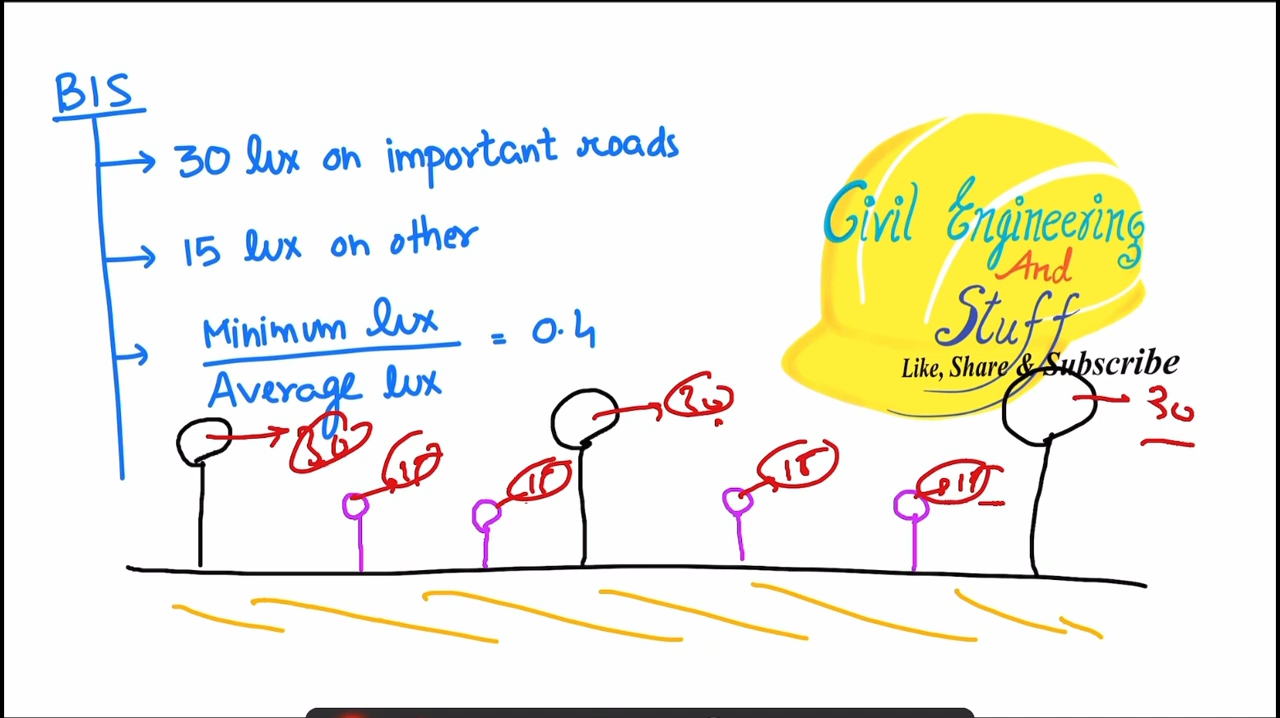 BIS
30 lux on important roads
15 lux on other
Minimum lux
= 0.4
Average lux
Civil Engineering
And
Stuff
Like, Share & Subscribe
30
30
30
15
15
15
15